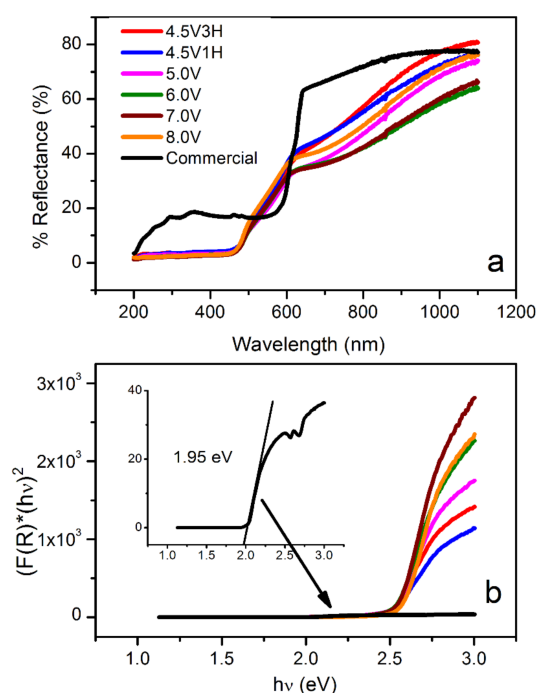 80
60
40
20
0
% Reflectance (%)
4.5V3H
4.5V1H
5.0V
6.0V
7.0V
8.0V
Commercial
a
200 400 600 800 1000 1200
Wavelength (nm)
3x10³
2x10³
1x10³
0
(F(R)*(hν)²
40
20
0
1.95 eV
1.0 1.5 2.0 2.5 3.0
b
1.0 1.5 2.0 2.5 3.0
hν (eV)